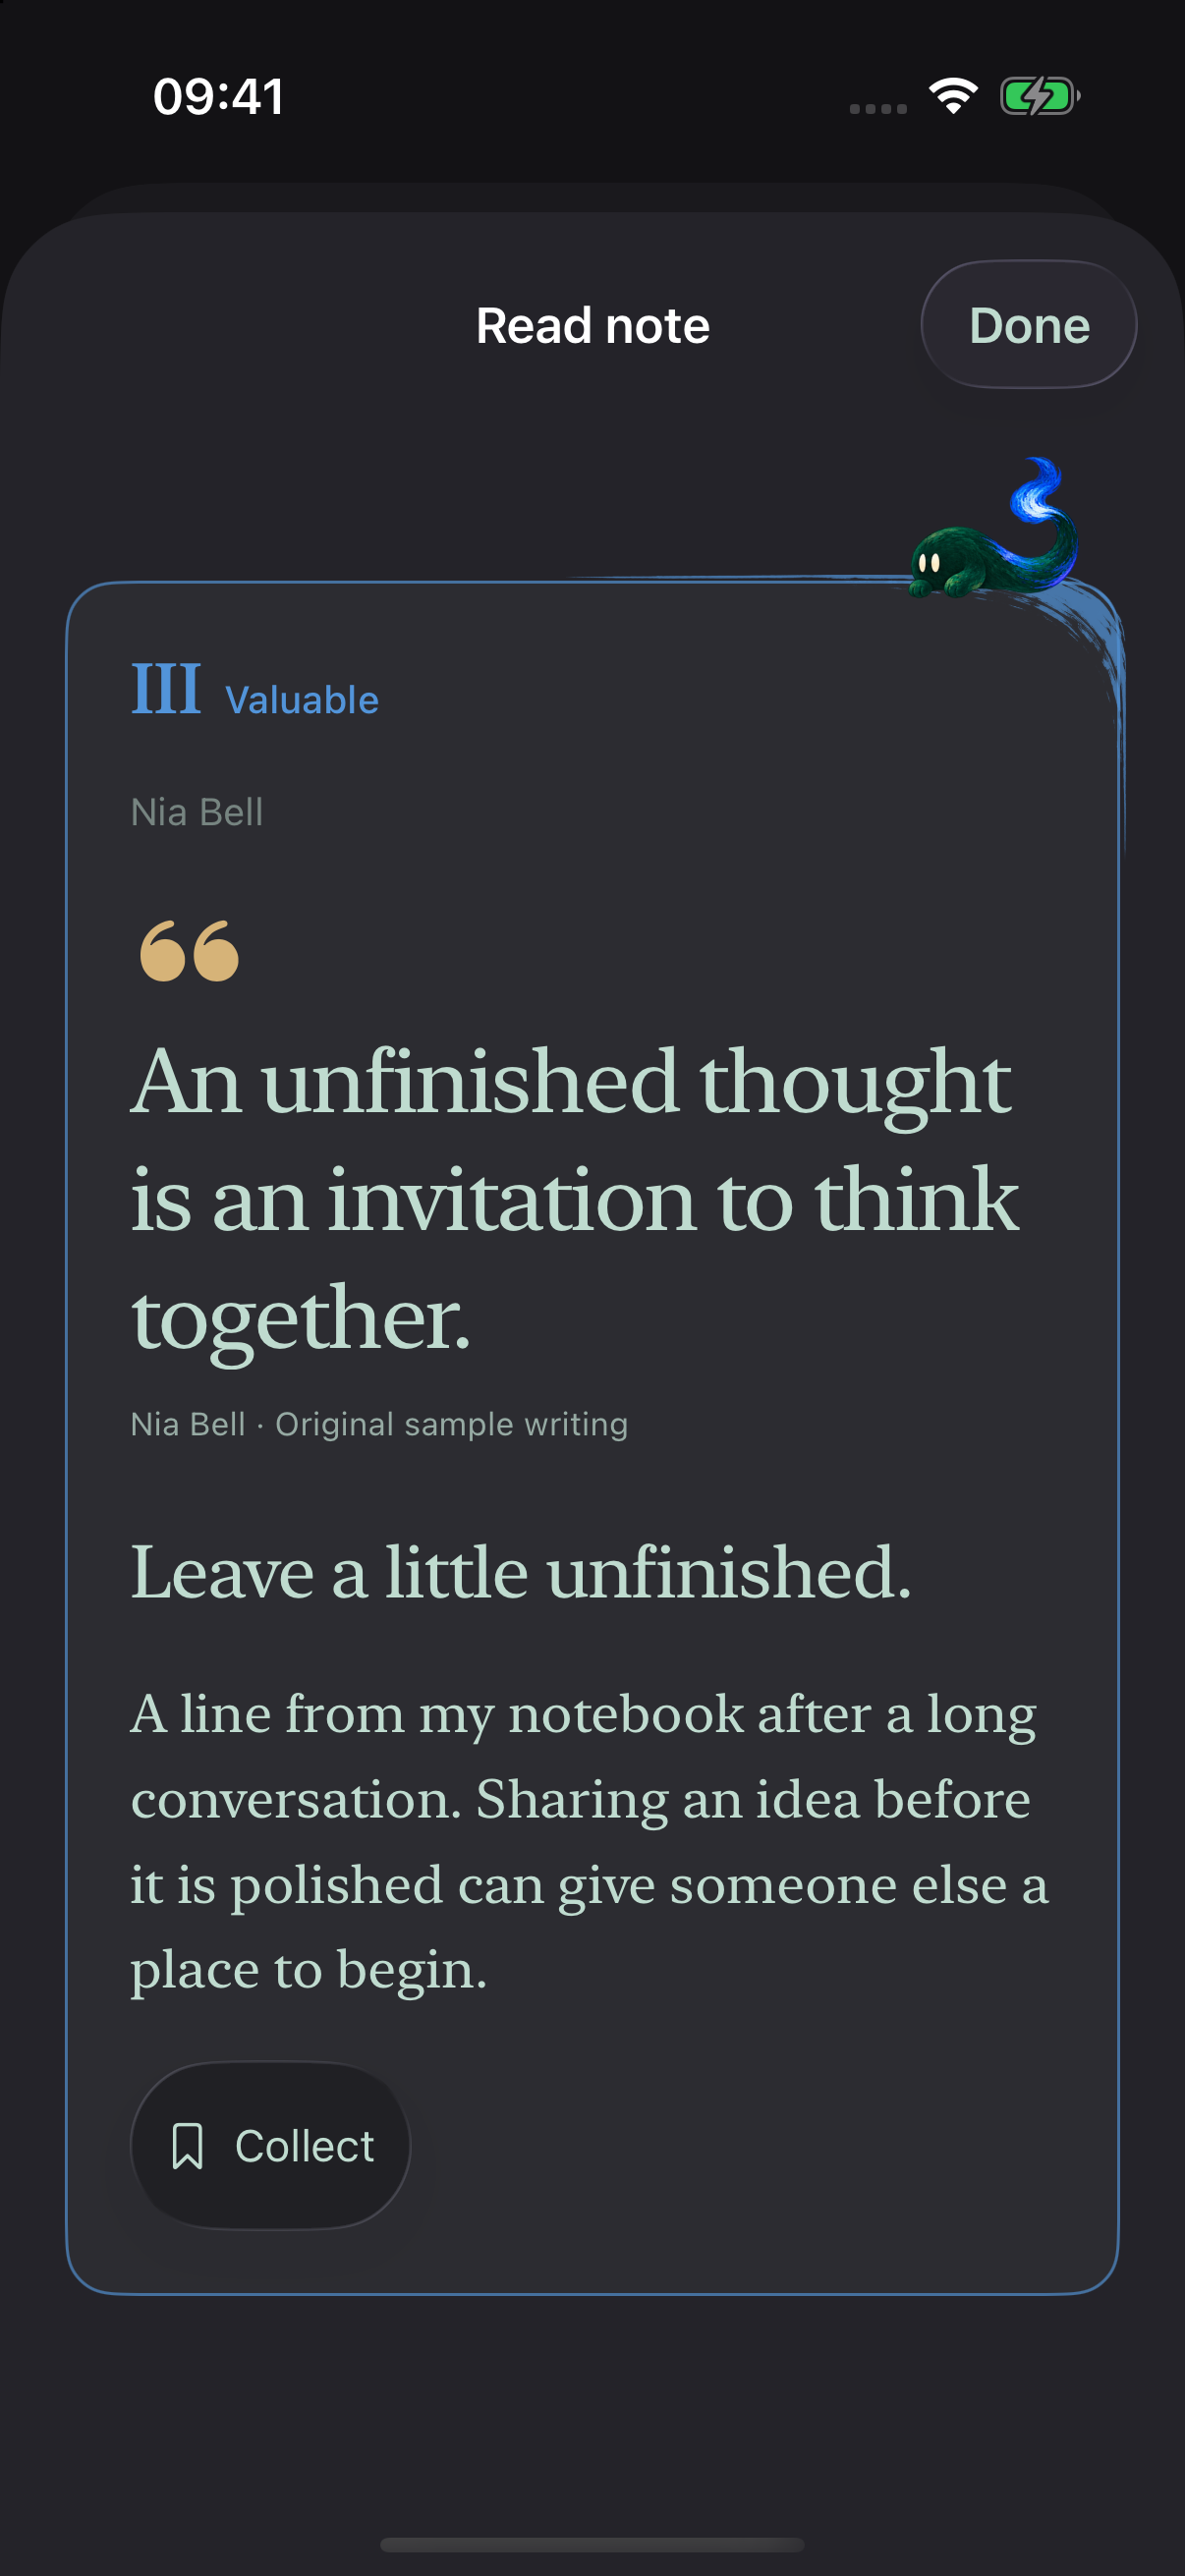 09:41
Read note
Done
III Valuable
Nia Bell
“
An unfinished thought
is an invitation to think
together.
Nia Bell · Original sample writing
Leave a little unfinished.
A line from my notebook after a long
conversation. Sharing an idea before
it is polished can give someone else a
place to begin.
Collect